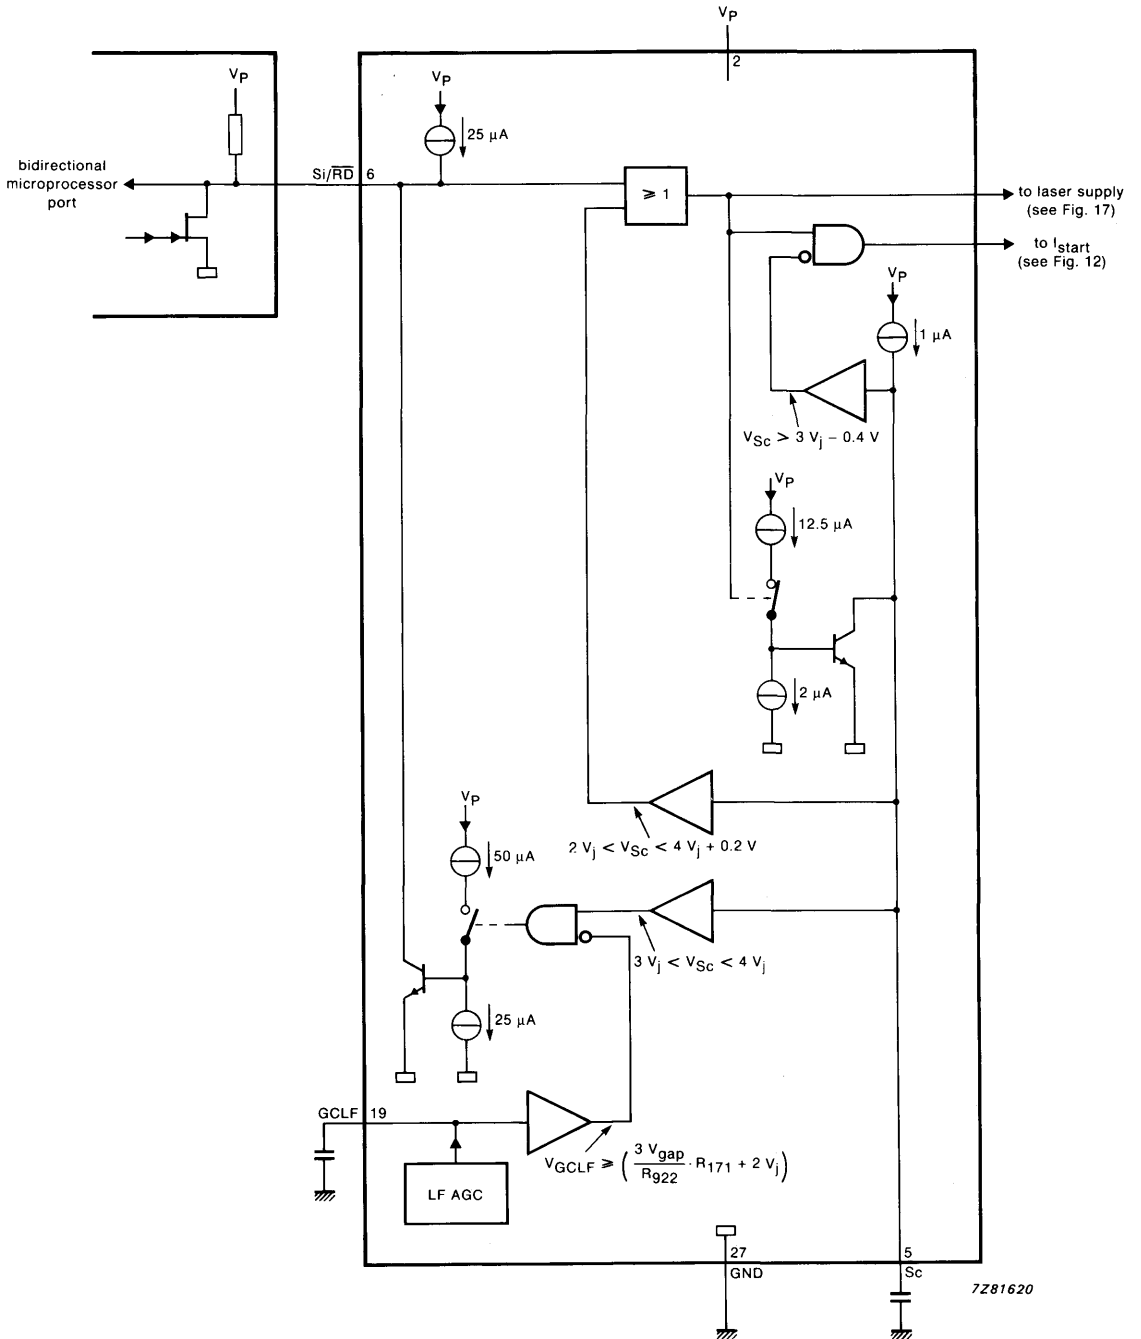 VP
2
VP
VP
25 µA
bidirectional
microprocessor
port
Si/RD
6
≥ 1
to laser supply
(see Fig. 17)
to Istart
(see Fig. 12)
VP
1 µA
VSc > 3 Vj − 0.4 V
VP
12.5 µA
2 µA
VP
50 µA
2 Vj < VSc < 4 Vj + 0.2 V
3 Vj < VSc < 4 Vj
25 µA
GCLF
19
VGCLF ≥ ( 3 Vgap / R922 · R171 + 2 Vj )
LF AGC
27
GND
5
Sc
7Z81620